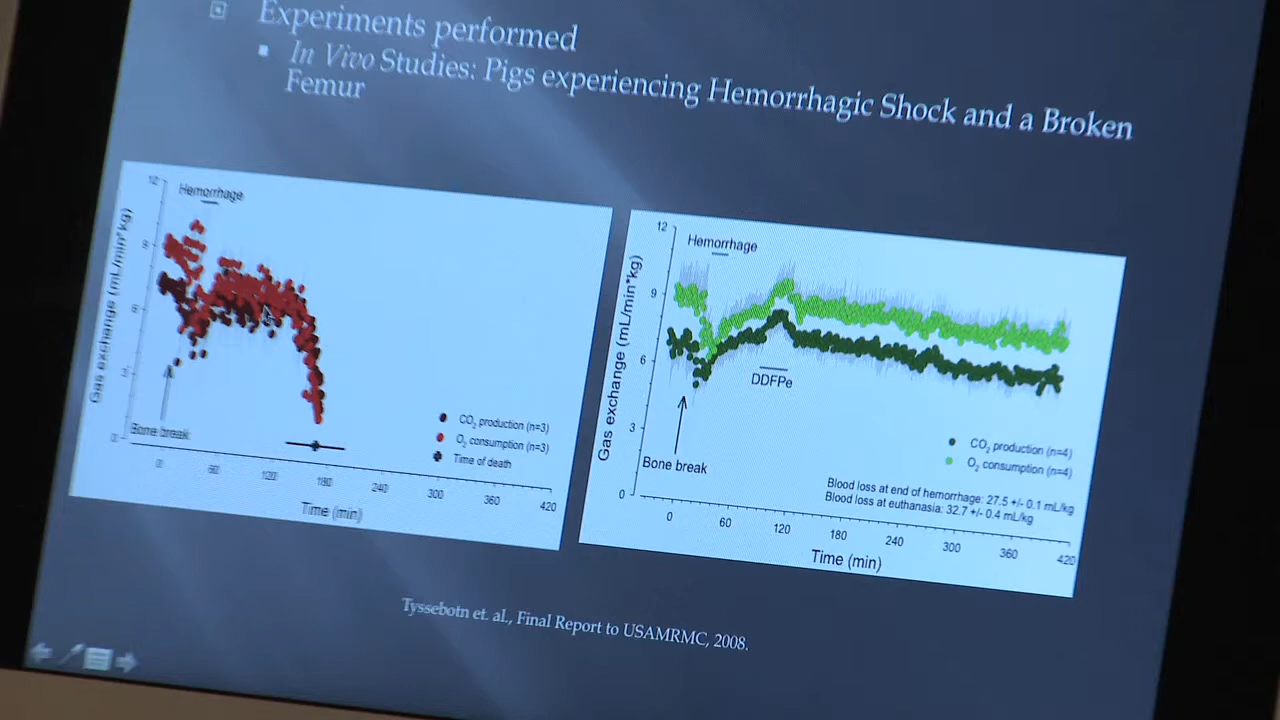 Experiments performed
In Vivo Studies: Pigs experiencing Hemorrhagic Shock and a Broken
Femur
12
Hemorrhage
9
6
3
0
Gas exchange (mL/min*kg)
Bone break
CO2 production (n=3)
O2 consumption (n=3)
Time of death
0
60
120
180
240
300
360
420
Time (min)
12
Hemorrhage
9
6
3
0
Gas exchange (mL/min*kg)
DDFPe
Bone break
CO2 production (n=4)
O2 consumption (n=4)
Blood loss at end of hemorrhage: 27.5 +/- 0.1 mL/kg
Blood loss at euthanasia: 32.7 +/- 0.4 mL/kg
0
60
120
180
240
300
360
420
Time (min)
Tyssebotn et. al., Final Report to USAMRMC, 2008.